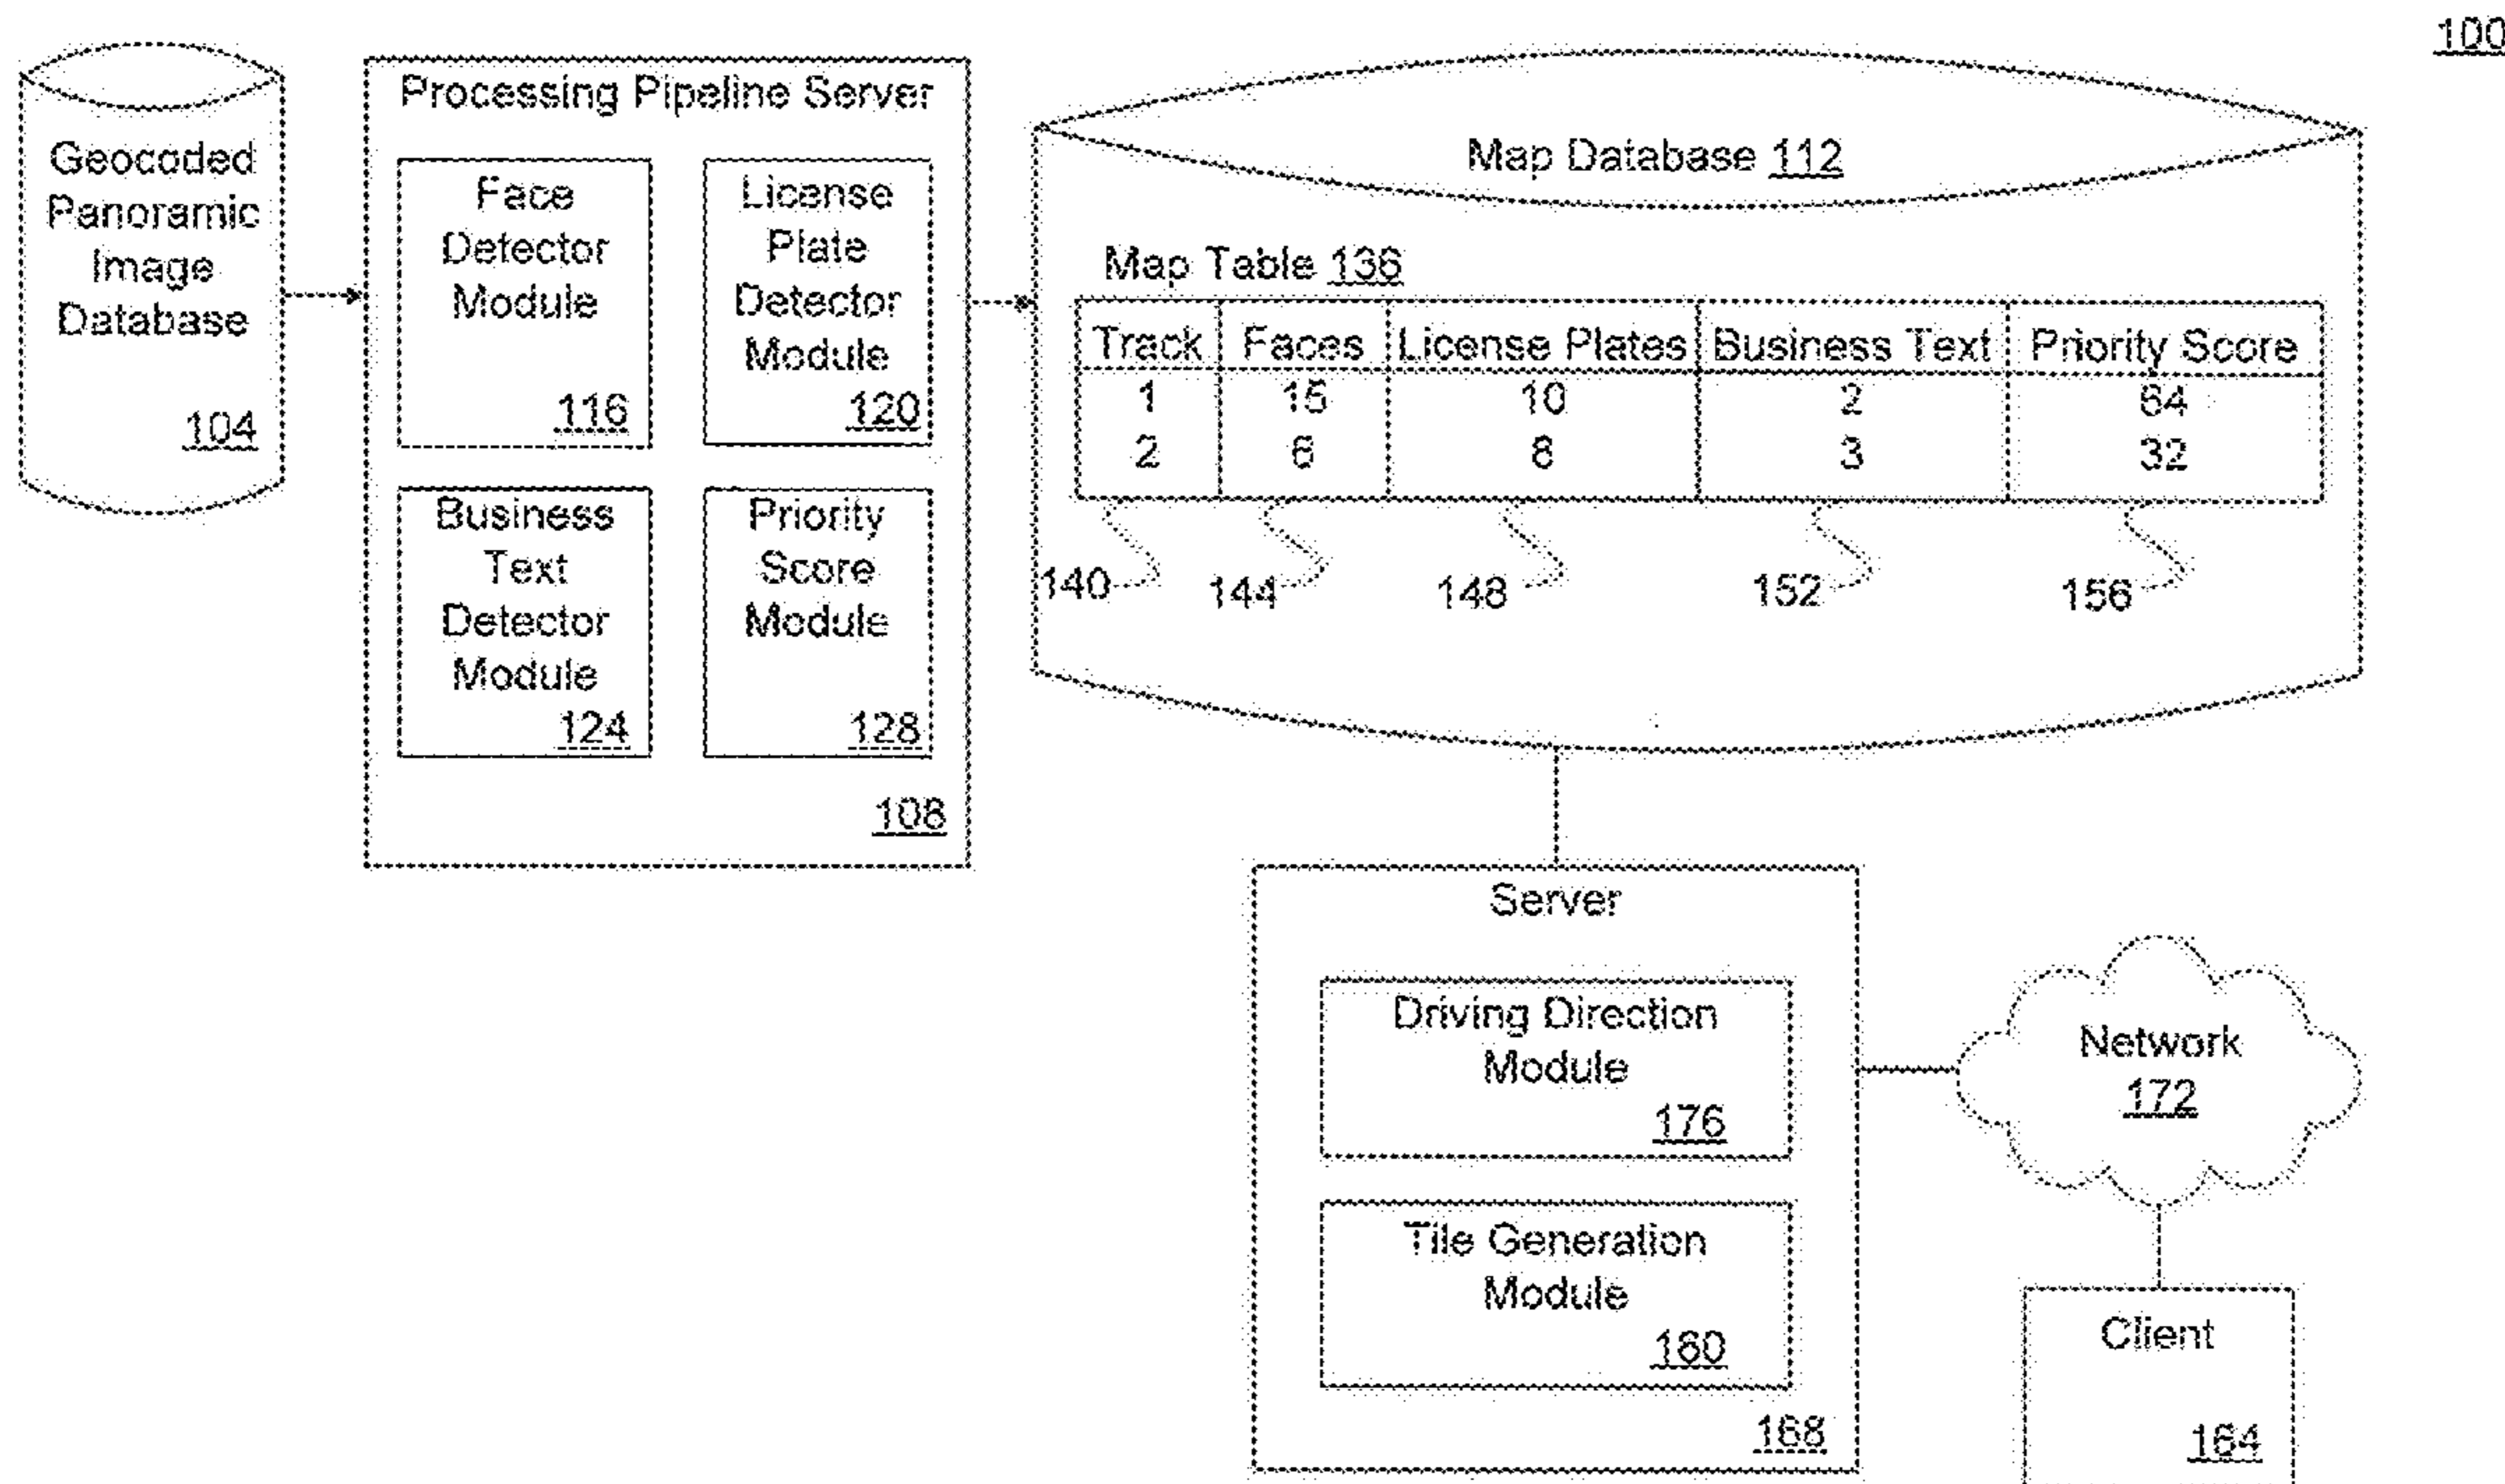 100
Geocoded
Panoramic
Image
Database
104
Processing Pipeline Server
Face
Detector
Module
116
License
Plate
Detector
Module
120
Business
Text
Detector
Module
124
Priority
Score
Module
128
108
Map Database 112
Map Table 136
Track Faces License Plates Business Text Priority Score
1 15 10 2 64
2 6 8 3 32
140 144 148 152 156
Server
Driving Direction
Module
176
Tile Generation
Module
180
168
Network
172
Client
164